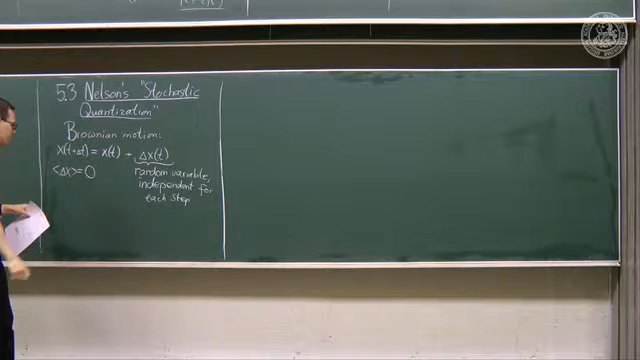 5.3 Nelson's "Stochastic
Quantization"
Brownian motion:
x(t+Δt) = x(t) + Δx(t)
<Δx> = 0
random variable,
independent for
each step